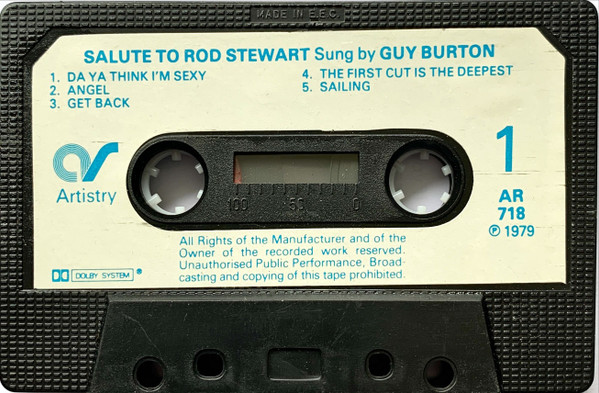 MADE IN E.E.C.
SALUTE TO ROD STEWART Sung by GUY BURTON
1. DA YA THINK I'M SEXY
2. ANGEL
3. GET BACK
4. THE FIRST CUT IS THE DEEPEST
5. SAILING
Artistry
1
AR
718
℗ 1979
100 50 0
All Rights of the Manufacturer and of the
Owner of the recorded work reserved.
Unauthorised Public Performance, Broad-
casting and copying of this tape prohibited.
DOLBY SYSTEM ®